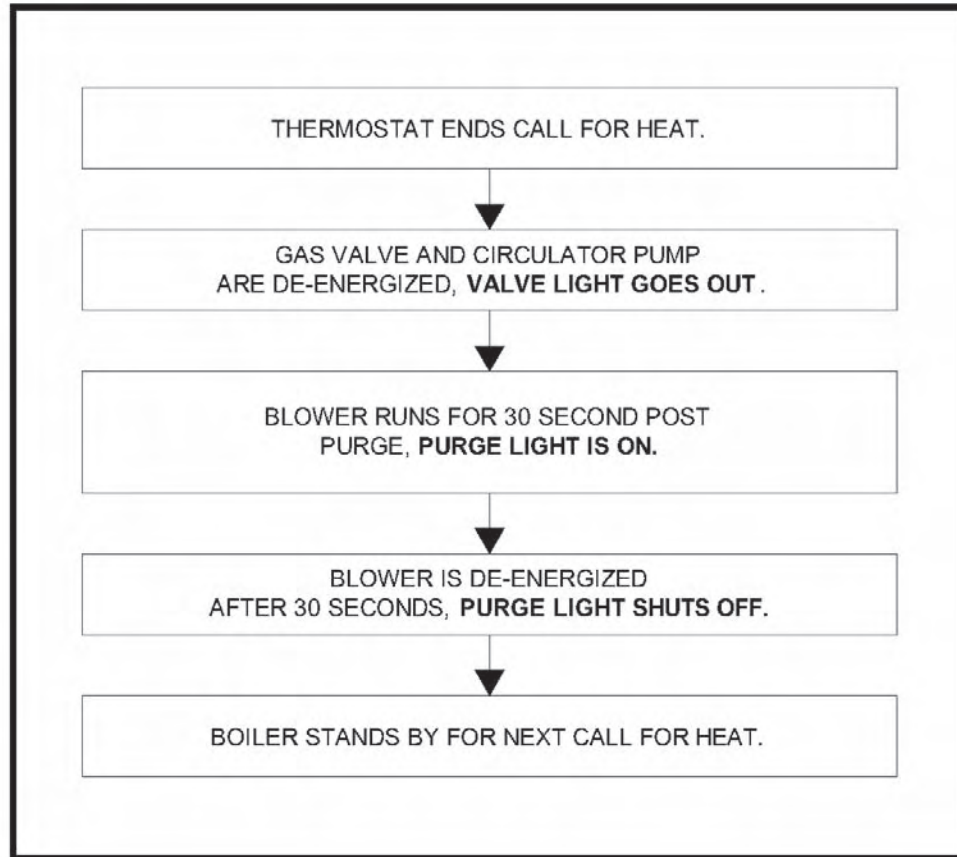 THERMOSTAT ENDS CALL FOR HEAT.
GAS VALVE AND CIRCULATOR PUMP
ARE DE-ENERGIZED, VALVE LIGHT GOES OUT .
BLOWER RUNS FOR 30 SECOND POST
PURGE, PURGE LIGHT IS ON.
BLOWER IS DE-ENERGIZED
AFTER 30 SECONDS, PURGE LIGHT SHUTS OFF.
BOILER STANDS BY FOR NEXT CALL FOR HEAT.